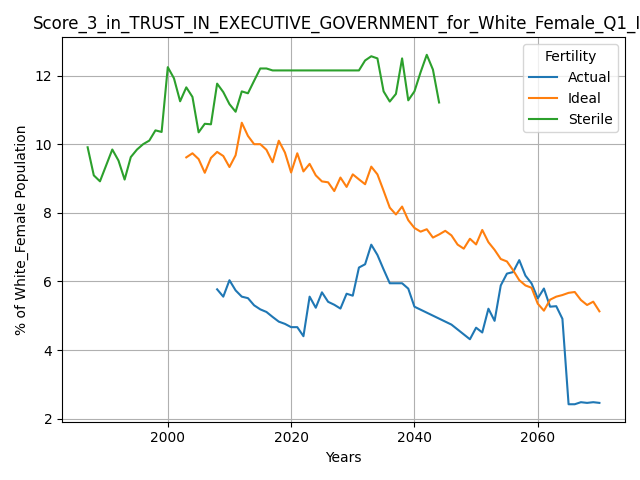 Score_3_in_TRUST_IN_EXECUTIVE_GOVERNMENT_for_White_Female_Q1_I
Fertility
Actual
Ideal
Sterile
% of White_Female Population
12
10
8
6
4
2
2000
2020
2040
2060
Years